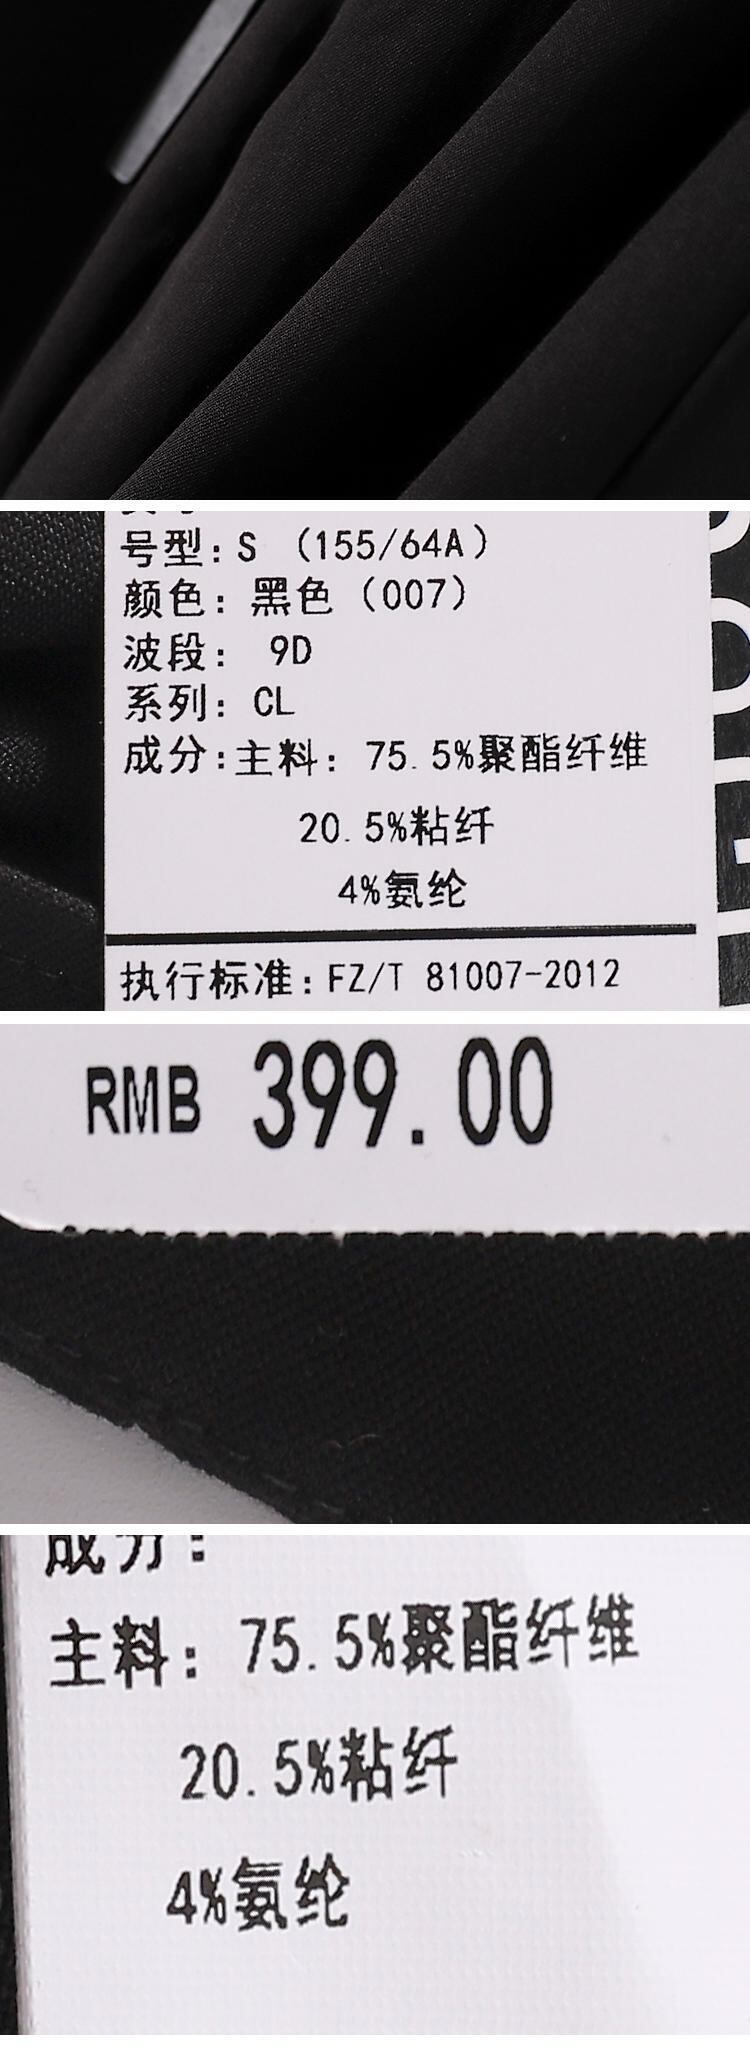 号型:S (155/64A)
颜色: 黑色 (007)
波段: 9D
系列: CL
成分:主料: 75.5%聚酯纤维
20.5%粘纤
4%氨纶
执行标准:FZ/T 81007-2012
RMB 399.00
成分:
主料: 75.5%聚酯纤维
20.5%粘纤
4%氨纶